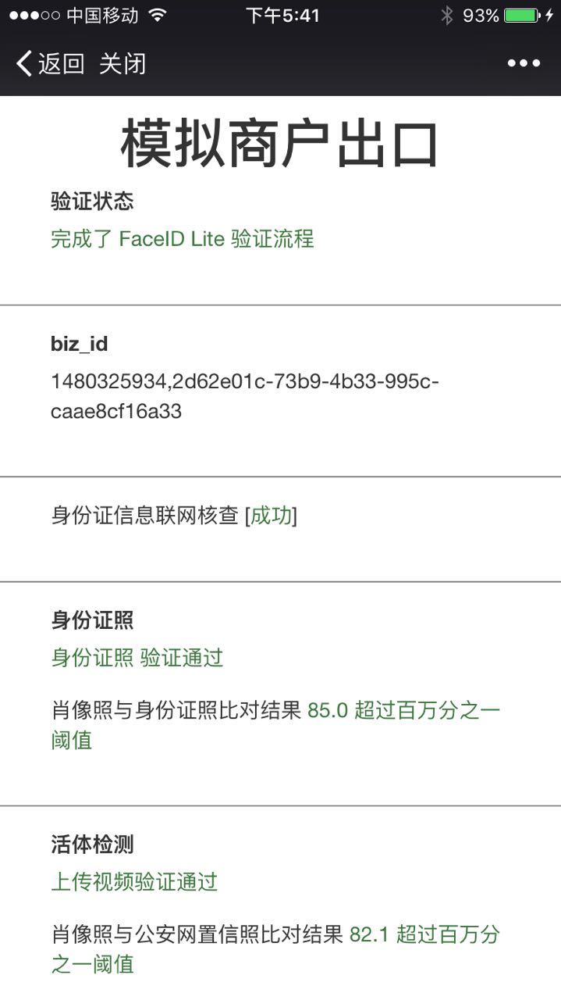 中国移动 下午5:41 93%
返回 关闭
模拟商户出口
验证状态
完成了 FaceID Lite 验证流程
biz_id
1480325934,2d62e01c-73b9-4b33-995c-
caae8cf16a33
身份证信息联网核查 [成功]
身份证照
身份证照 验证通过
肖像照与身份证照比对结果 85.0 超过百万分之一
阈值
活体检测
上传视频验证通过
肖像照与公安网置信照比对结果 82.1 超过百万分
之一阈值